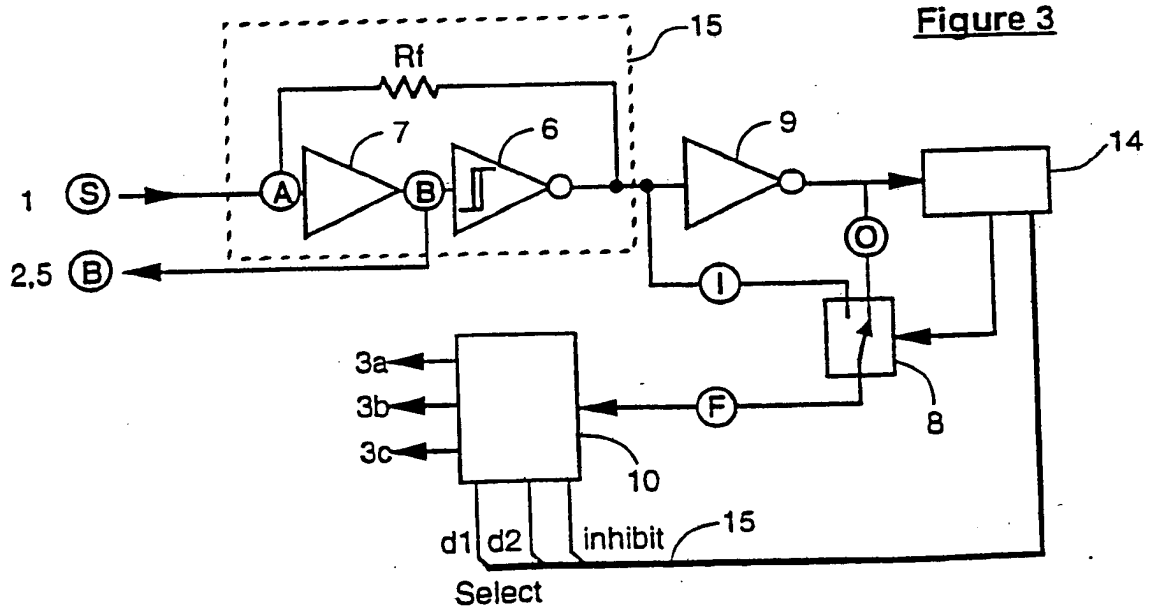 Figure 3
15
Rf
7
6
9
14
1 S
A
B
2,5 B
O
I
8
3a
3b
3c
F
10
d1 d2 inhibit
15
Select